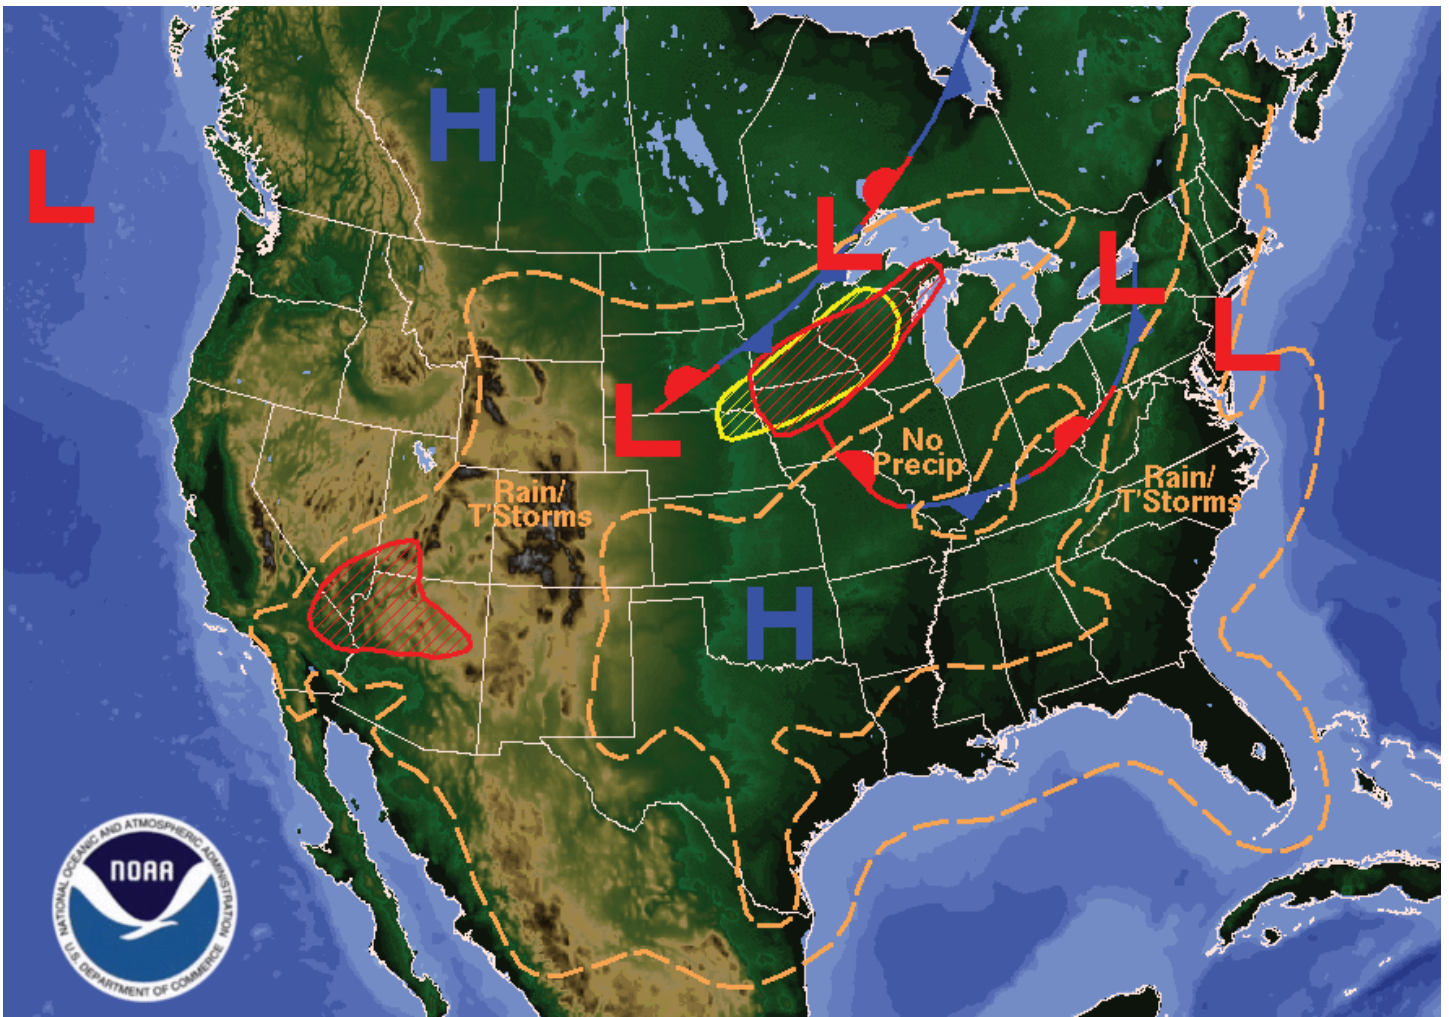 H
L
L
L
L
L
No
Precip
Rain/
T'Storms
Rain/
T'Storms
H
NATIONAL OCEANIC AND ATMOSPHERIC ADMINISTRATION
NOAA
U.S. DEPARTMENT OF COMMERCE